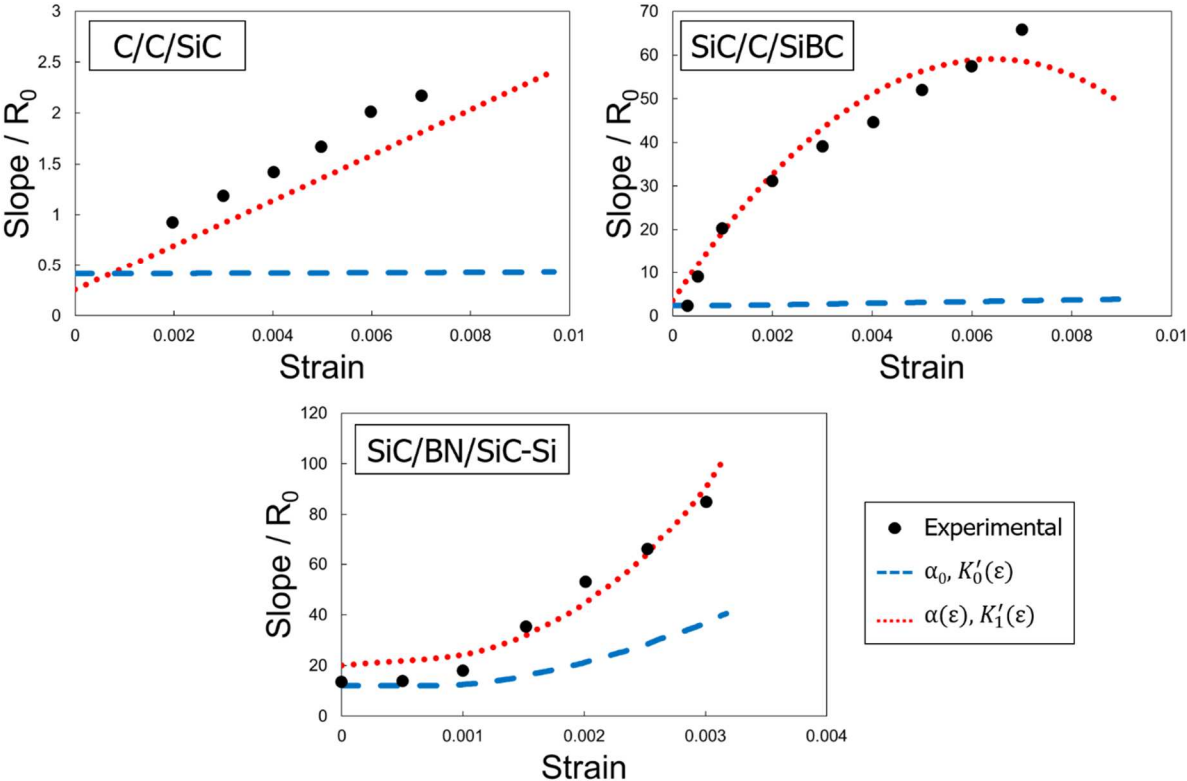 C/C/SiC
Slope / R₀
3
2.5
2
1.5
1
0.5
0
0 0.002 0.004 0.006 0.008 0.01
Strain
SiC/C/SiBC
Slope / R₀
70
60
50
40
30
20
10
0
0 0.002 0.004 0.006 0.008 0.01
Strain
SiC/BN/SiC-Si
Slope / R₀
120
100
80
60
40
20
0
0 0.001 0.002 0.003 0.004
Strain
Experimental
α₀, K′₀(ε)
α(ε), K′₁(ε)